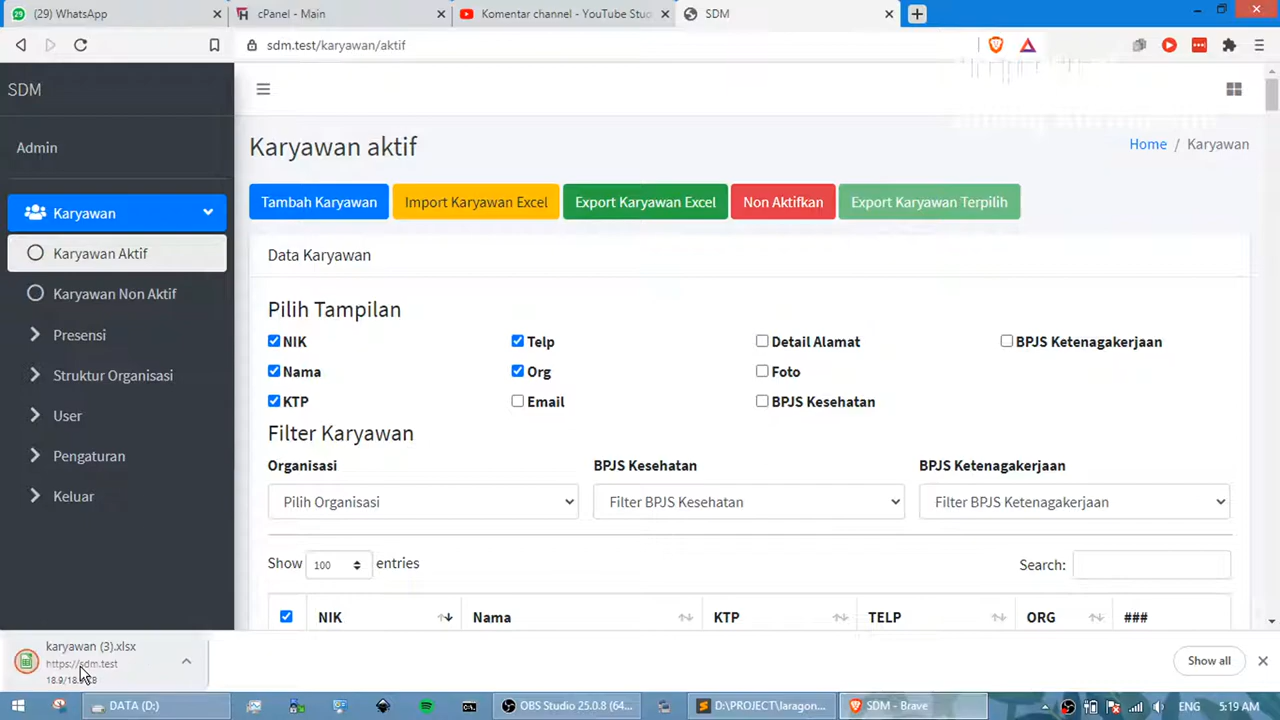 (29) WhatsApp
cPanel - Main
Komentar channel - YouTube Stu
SDM
sdm.test/karyawan/aktif
SDM
Admin
Karyawan
Karyawan Aktif
Karyawan Non Aktif
Presensi
Struktur Organisasi
User
Pengaturan
Keluar
Karyawan aktif
Home / Karyawan
Tambah Karyawan
Import Karyawan Excel
Export Karyawan Excel
Non Aktifkan
Export Karyawan Terpilih
Data Karyawan
Pilih Tampilan
NIK
Telp
Detail Alamat
BPJS Ketenagakerjaan
Nama
Org
Foto
KTP
Email
BPJS Kesehatan
Filter Karyawan
Organisasi
BPJS Kesehatan
BPJS Ketenagakerjaan
Pilih Organisasi
Filter BPJS Kesehatan
Filter BPJS Ketenagakerjaan
Show 100 entries
Search:
NIK
Nama
KTP
TELP
ORG
###
karyawan (3).xlsx
https://sdm.test
Show all
DATA (D:)
OBS Studio 25.0.8 (64...
D:\PROJECT\laragon...
SDM - Brave
ENG
5:19 AM